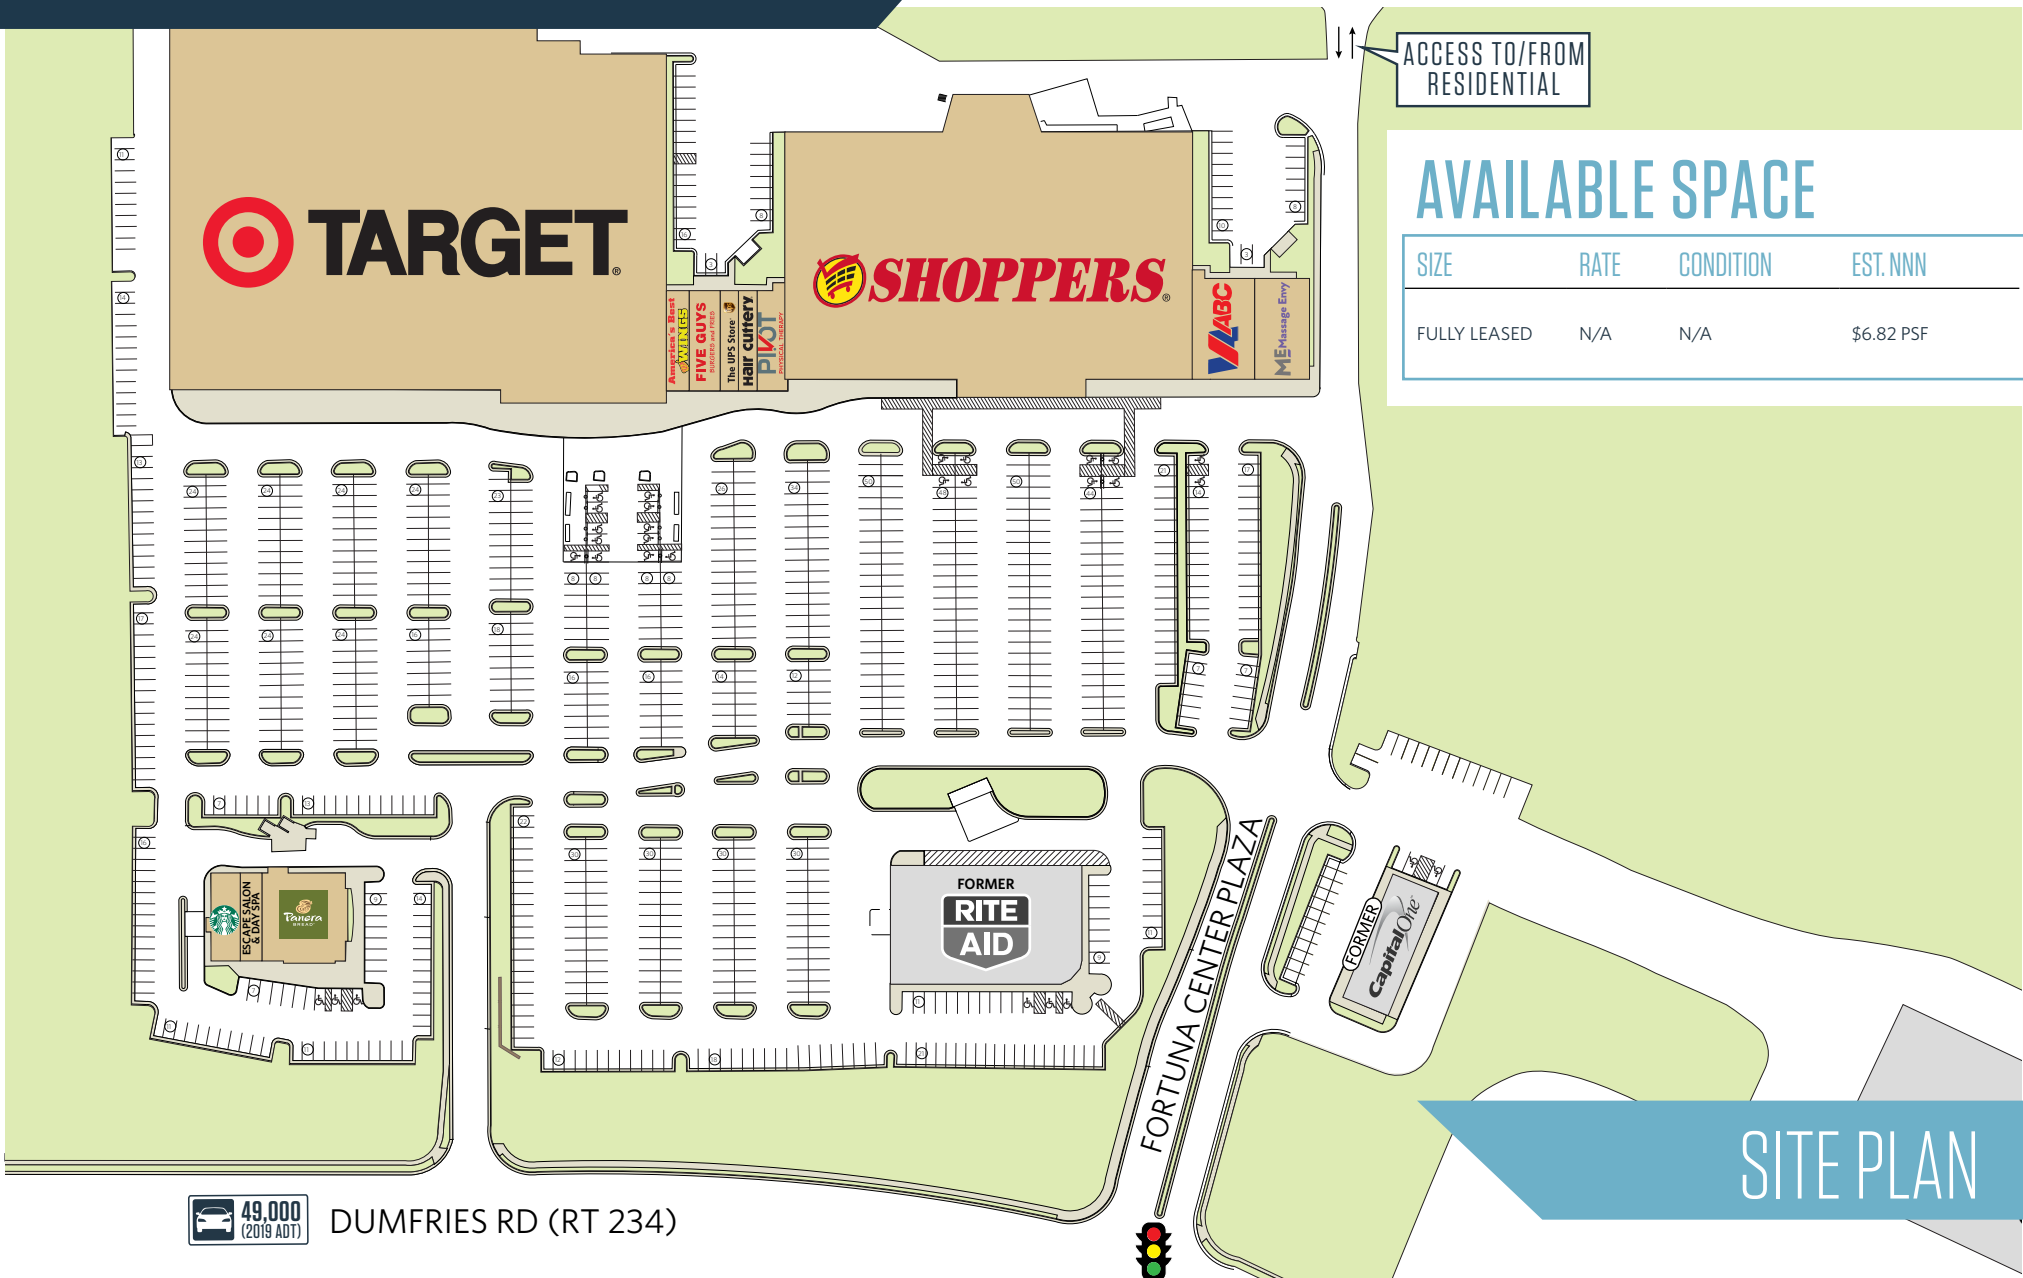 ACCESS TO/FROM
RESIDENTIAL
AVAILABLE SPACE
SIZE RATE CONDITION EST. NNN
FULLY LEASED N/A N/A $6.82 PSF
TARGET
SHOPPERS
America's Best
WINGS
FIVE GUYS
BURGERS and FRIES
The UPS Store
Hair Cuttery
PIVOT
PHYSICAL THERAPY
VA ABC
ME Massage Envy
ESCAPE SALON
& DAY SPA
Panera
BREAD
FORMER
RITE
AID
FORMER
Capital One
FORTUNA CENTER PLAZA
49,000
(2019 ADT)
DUMFRIES RD (RT 234)
SITE PLAN